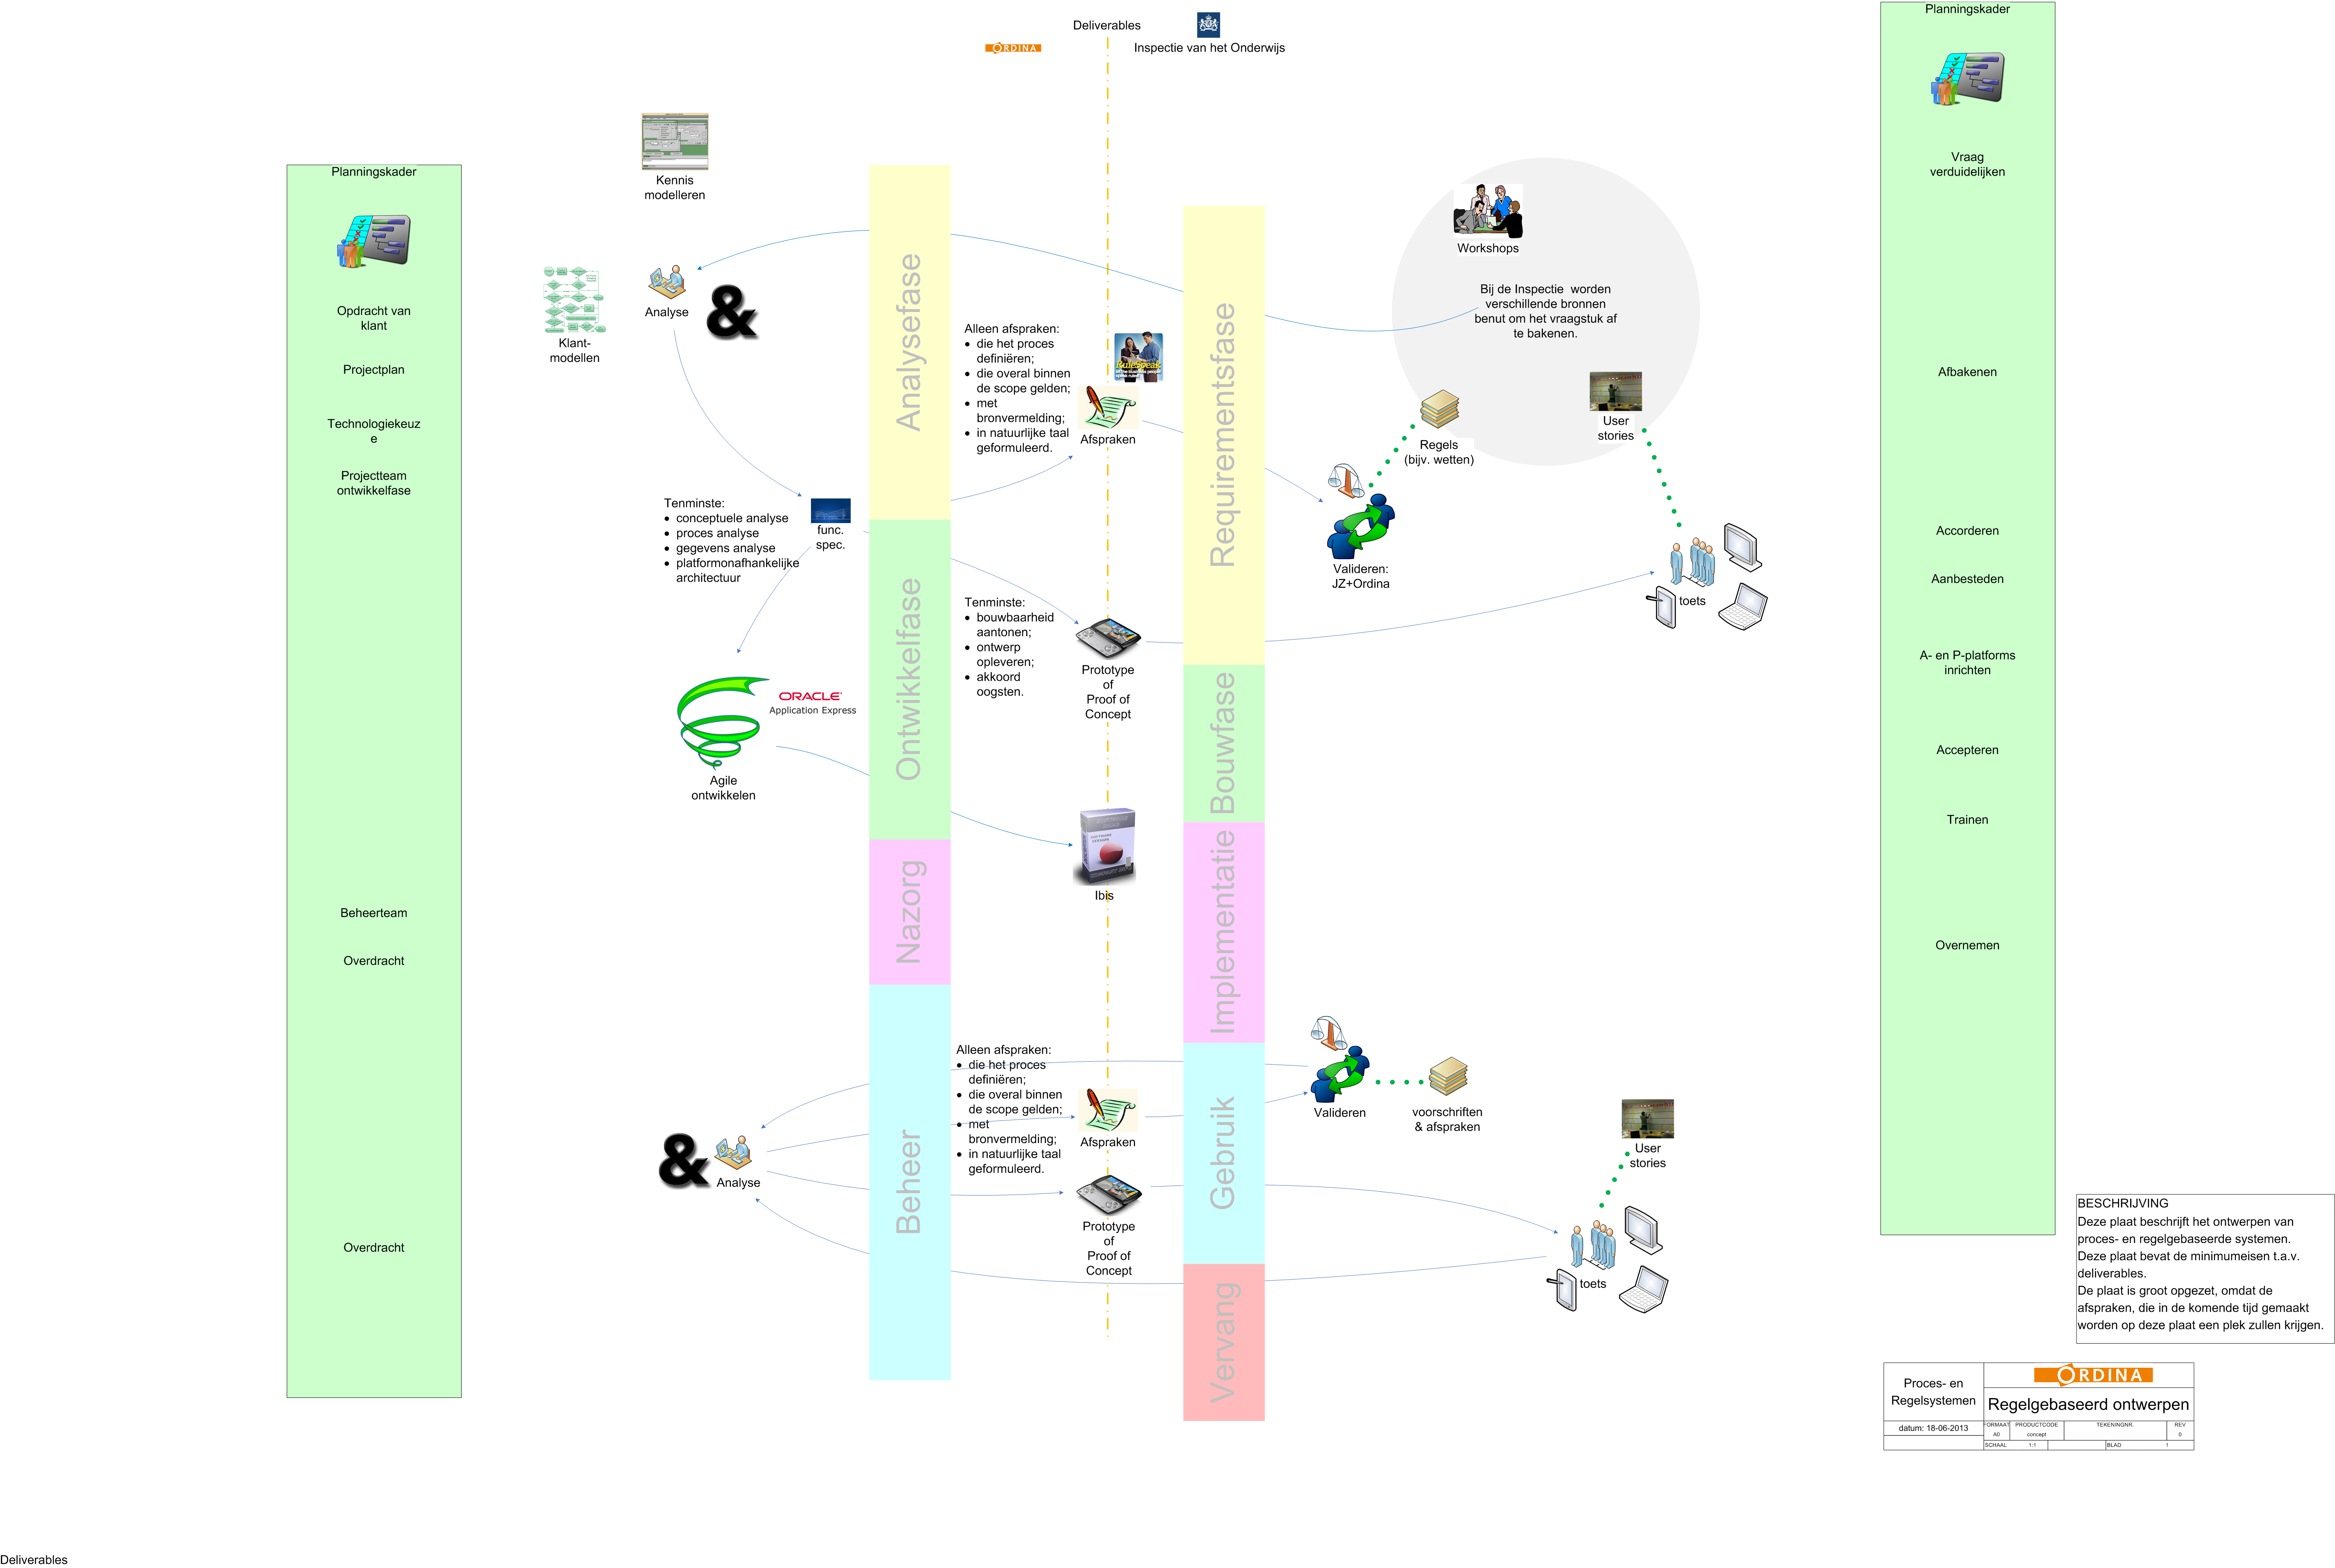 Deliverables
ORDINA
Inspectie van het Onderwijs
Planningskader
Vraag
verduidelijken
Afbakenen
Accorderen
Aanbesteden
A- en P-platforms
inrichten
Accepteren
Trainen
Overnemen
Planningskader
Opdracht van
klant
Projectplan
Technologiekeuz
e
Projectteam
ontwikkelfase
Beheerteam
Overdracht
Overdracht
Kennis
modelleren
Klant-
modellen
Analyse
&
Tenminste:
• conceptuele analyse
• proces analyse
• gegevens analyse
• platformonafhankelijke
architectuur
func.
spec.
ORACLE
Application Express
Agile
ontwikkelen
&
Analyse
Analysefase
Ontwikkelfase
Nazorg
Beheer
Alleen afspraken:
• die het proces
definiëren;
• die overal binnen
de scope gelden;
• met
bronvermelding;
• in natuurlijke taal
geformuleerd.
RuleSpeak
Afspraken
Tenminste:
• bouwbaarheid
aantonen;
• ontwerp
opleveren;
• akkoord
oogsten.
Prototype
of
Proof of
Concept
Ibis
Alleen afspraken:
• die het proces
definiëren;
• die overal binnen
de scope gelden;
• met
bronvermelding;
• in natuurlijke taal
geformuleerd.
Afspraken
Prototype
of
Proof of
Concept
Requirementsfase
Bouwfase
Implementatie
Gebruik
Vervang
Workshops
Bij de Inspectie worden
verschillende bronnen
benut om het vraagstuk af
te bakenen.
Regels
(bijv. wetten)
User
stories
Valideren:
JZ+Ordina
toets
Valideren
voorschriften
& afspraken
User
stories
toets
BESCHRIJVING
Deze plaat beschrijft het ontwerpen van
proces- en regelgebaseerde systemen.
Deze plaat bevat de minimumeisen t.a.v.
deliverables.
De plaat is groot opgezet, omdat de
afspraken, die in de komende tijd gemaakt
worden op deze plaat een plek zullen krijgen.
Proces- en
Regelsystemen
datum: 18-06-2013
ORDINA
Regelgebaseerd ontwerpen
FORMAAT PRODUCTCODE TEKENINGNR. REV
A0 concept 0
SCHAAL 1:1 BLAD 1
Deliverables